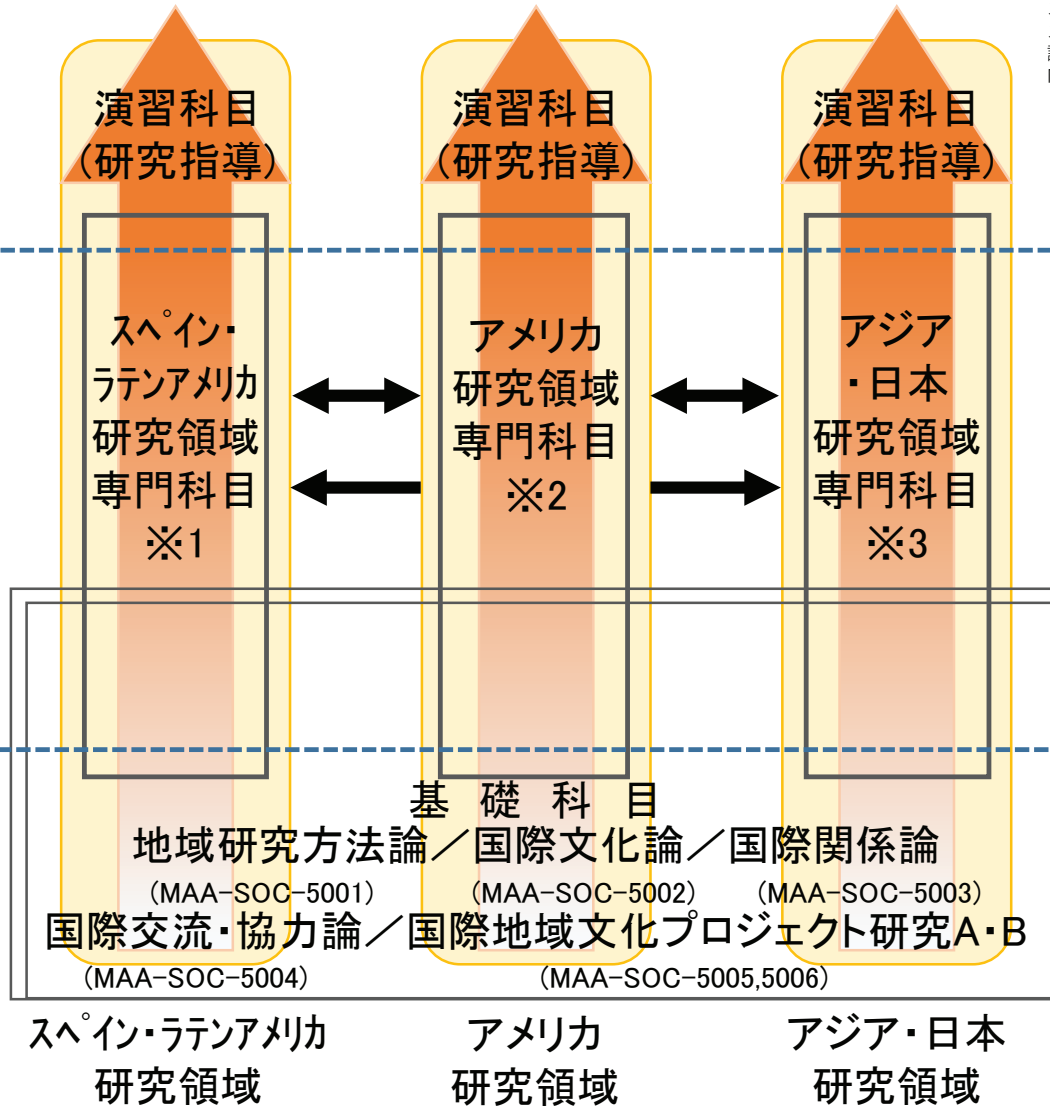 演習科目
(研究指導)
演習科目
(研究指導)
演習科目
(研究指導)
スペイン・
ラテンアメリカ
研究領域
専門科目
※1
アメリカ
研究領域
専門科目
※2
アジア
・日本
研究領域
専門科目
※3
基 礎 科 目
地域研究方法論／国際文化論／国際関係論
(MAA-SOC-5001) (MAA-SOC-5002) (MAA-SOC-5003)
国際交流・協力論／国際地域文化プロジェクト研究A・B
(MAA-SOC-5004) (MAA-SOC-5005,5006)
スペイン・ラテンアメリカ
研究領域
アメリカ
研究領域
アジア・日本
研究領域